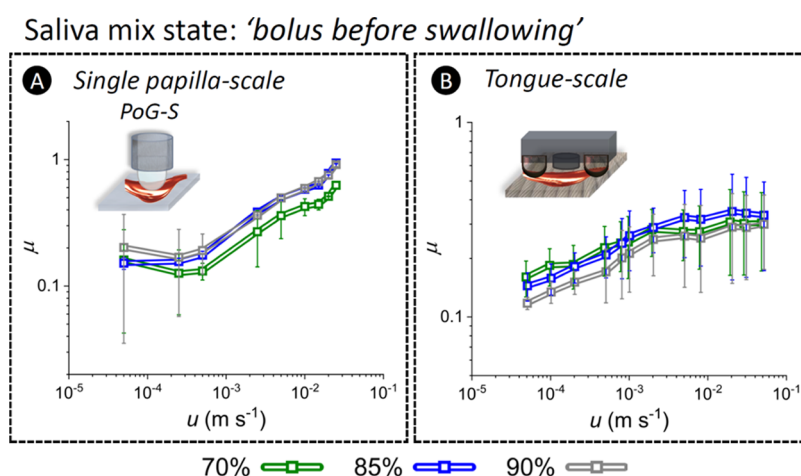 Saliva mix state: ‘bolus before swallowing’
A Single papilla-scale
PoG-S
1
0.1
μ
10⁻⁵ 10⁻⁴ 10⁻³ 10⁻² 10⁻¹
u (m s⁻¹)
B Tongue-scale
1
0.1
μ
10⁻⁵ 10⁻⁴ 10⁻³ 10⁻² 10⁻¹
u (m s⁻¹)
70% 85% 90%